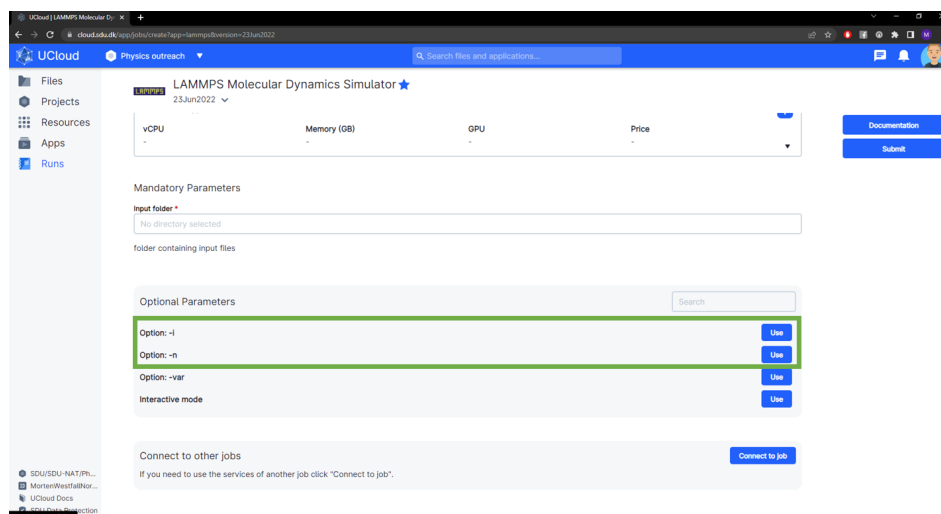 UCloud | LAMMPS Molecular Dy
cloud.sdu.dk/app/jobs/create?app=lammps&version=23Jun2022
M
UCloud
Physics outreach
Search files and applications...
Files
Projects
Resources
Apps
Runs
LAMMPS
LAMMPS Molecular Dynamics Simulator
23Jun2022
vCPU Memory (GB) GPU Price
- - - -
Documentation
Submit
Mandatory Parameters
Input folder *
No directory selected
folder containing input files
Optional Parameters
Search
Option: -i Use
Option: -n Use
Option: -var Use
Interactive mode Use
Connect to other jobs
Connect to job
If you need to use the services of another job click "Connect to job".
SDU/SDU-NAT/Ph...
MortenWestfallNor...
UCloud Docs
SDU Data Protection